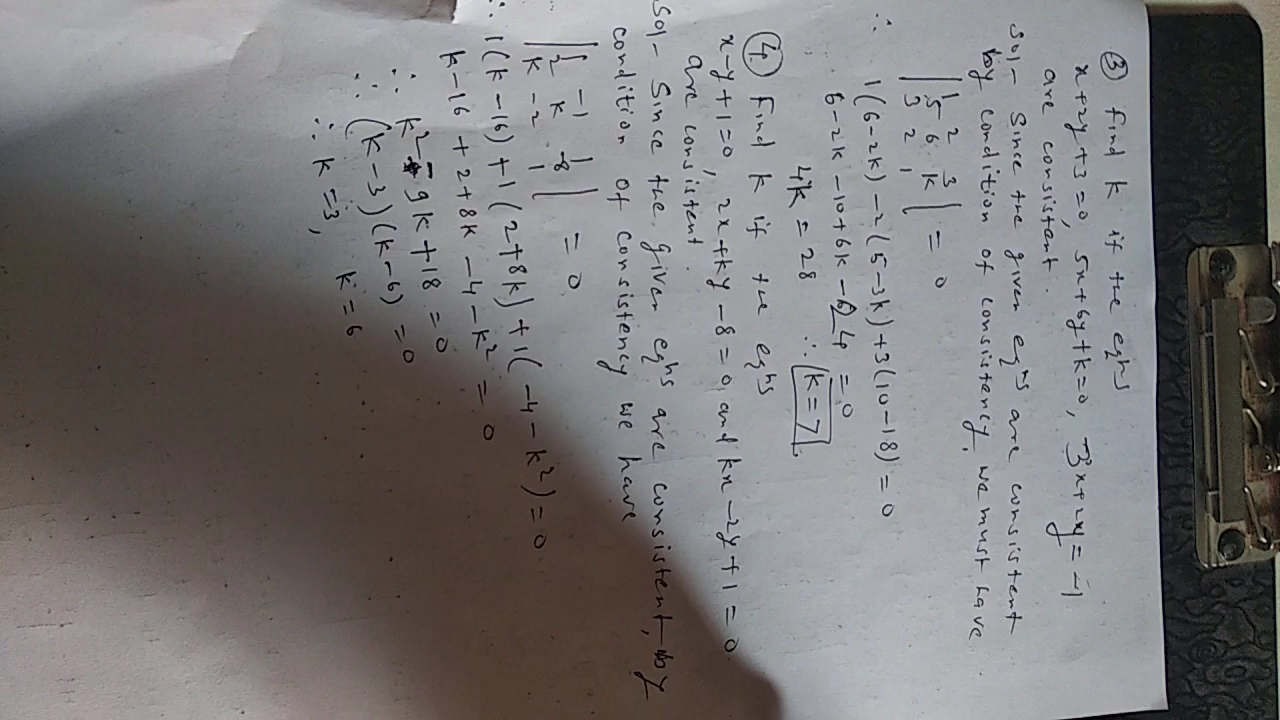 ③ Find k if the eqns
x+2y+3=0, 5x+6y+k=0, 3x+2y=-1
are consistent.
Sol- Since the given eqns are consistent
by condition of consistency, we must have
| 1 2 3 |
| 5 6 k | = 0
| 3 2 1 |
∴ 1(6-2k) -2(5-3k)+3(10-18)=0
6-2k-10+6k-24=0
4k = 28 ∴ k=7
④ Find k if the eqns
x-y+1=0, 2x+ky-8=0, and kx-2y+1=0
are consistent.
Sol- Since the given eqns are consistent, by
condition of consistency we have
| 1 -1 1 |
| 2 k -8 | = 0
| k -2 1 |
∴ 1(k-16)+1(2+8k)+1(-4-k²)=0
k-16+2+8k-4-k²=0
∴ k²-9k+18=0
∴ (k-3)(k-6)=0
∴ k=3, k=6